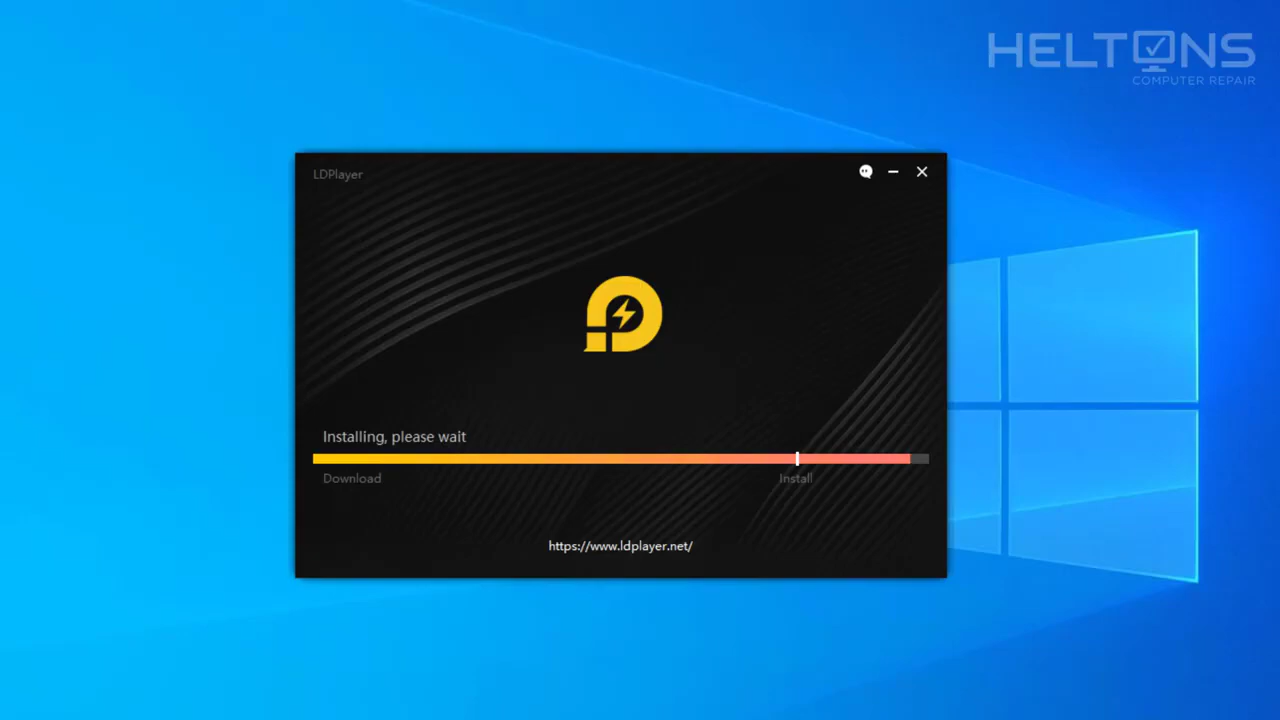 HELTONS
COMPUTER REPAIR
LDPlayer
Installing, please wait
Download
Install
https://www.ldplayer.net/